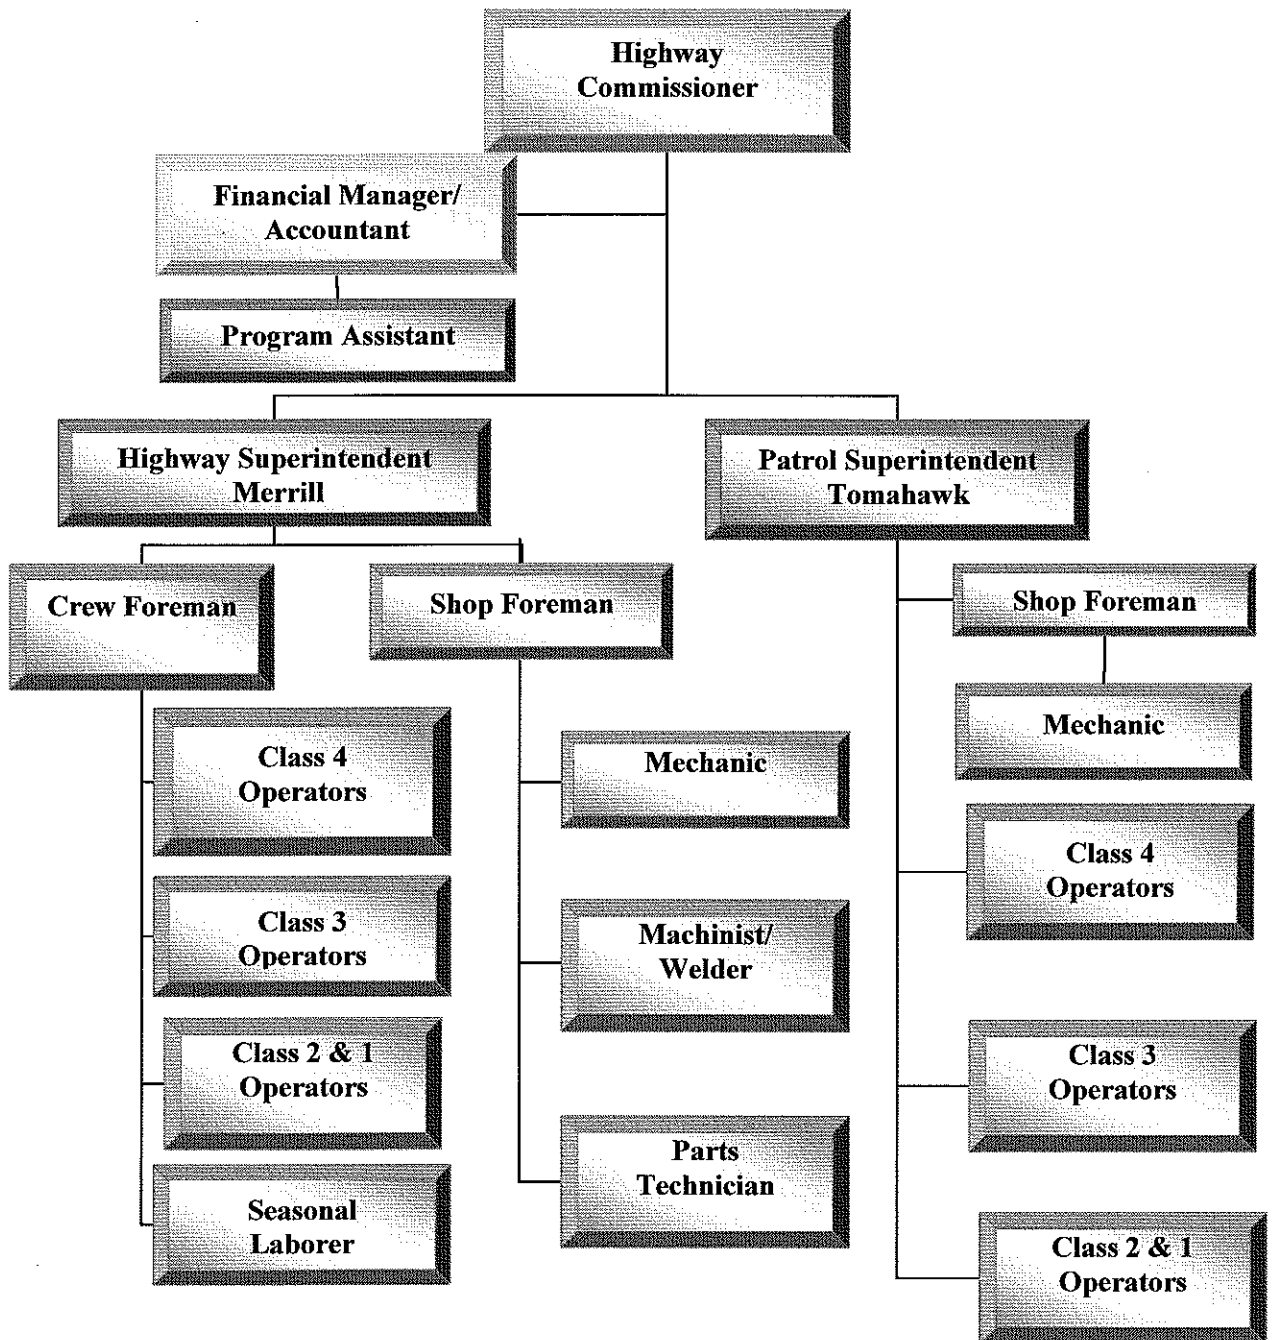 Highway
Commissioner
Financial Manager/
Accountant
Program Assistant
Highway Superintendent
Merrill
Patrol Superintendent
Tomahawk
Crew Foreman
Shop Foreman
Shop Foreman
Mechanic
Class 4
Operators
Mechanic
Class 4
Operators
Class 3
Operators
Machinist/
Welder
Class 2 & 1
Operators
Class 3
Operators
Parts
Technician
Seasonal
Laborer
Class 2 & 1
Operators